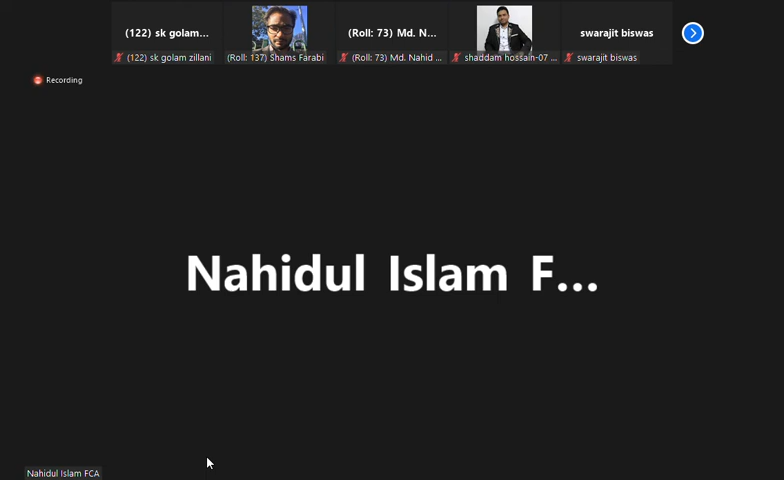 (122) sk golam...
(Roll: 73) Md. N...
swarajit biswas
(122) sk golam zillani
(Roll: 137) Shams Farabi
(Roll: 73) Md. Nahid ...
shaddam hossain-07 ...
swarajit biswas
Recording
Nahidul Islam F...
Nahidul Islam FCA